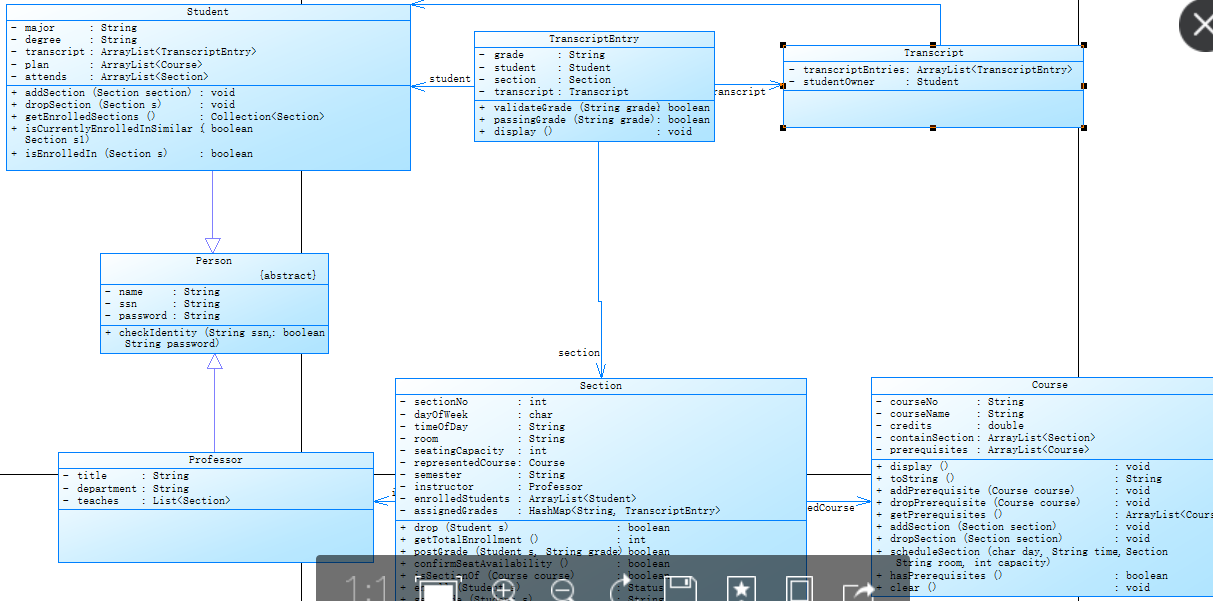 Student
- major : String
- degree : String
- transcript : ArrayList<TranscriptEntry>
- plan : ArrayList<Course>
- attends : ArrayList<Section>
+ addSection (Section section) : void
+ dropSection (Section s) : void
+ getEnrolledSections () : Collection<Section>
+ isCurrentlyEnrolledInSimilar ( boolean
Section s1)
+ isEnrolledIn (Section s) : boolean
student
TranscriptEntry
- grade : String
- student : Student
- section : Section
- transcript : Transcript
+ validateGrade (String grade) boolean
+ passingGrade (String grade): boolean
+ display () : void
ranscript
Transcript
- transcriptEntries: ArrayList<TranscriptEntry>
- studentOwner : Student
Person
{abstract}
- name : String
- ssn : String
- password : String
+ checkIdentity (String ssn,: boolean
String password)
section
Professor
- title : String
- department : String
- teaches : List<Section>
Section
- sectionNo : int
- dayOfWeek : char
- timeOfDay : String
- room : String
- seatingCapacity : int
- representedCourse: Course
- semester : String
- instructor : Professor
- enrolledStudents : ArrayList<Student>
- assignedGrades : HashMap<String, TranscriptEntry>
+ drop (Student s) : boolean
+ getTotalEnrollment () : int
+ postGrade (Student s, String grade) boolean
+ confirmSeatAvailability () : boolean
+ isSectionOf (Course course) : boolean
edCourse
Course
- courseNo : String
- courseName : String
- credits : double
- containSection: ArrayList<Section>
- prerequisites : ArrayList<Course>
+ display () : void
+ toString () : String
+ addPrerequisite (Course course) : void
+ dropPrerequisite (Course course) : void
+ getPrerequisites () : ArrayList<Cours
+ addSection (Section section) : void
+ dropSection (Section section) : void
+ scheduleSection (char day, String time, Section
String room, int capacity)
+ hasPrerequisites () : boolean
+ clear () : void
1:1